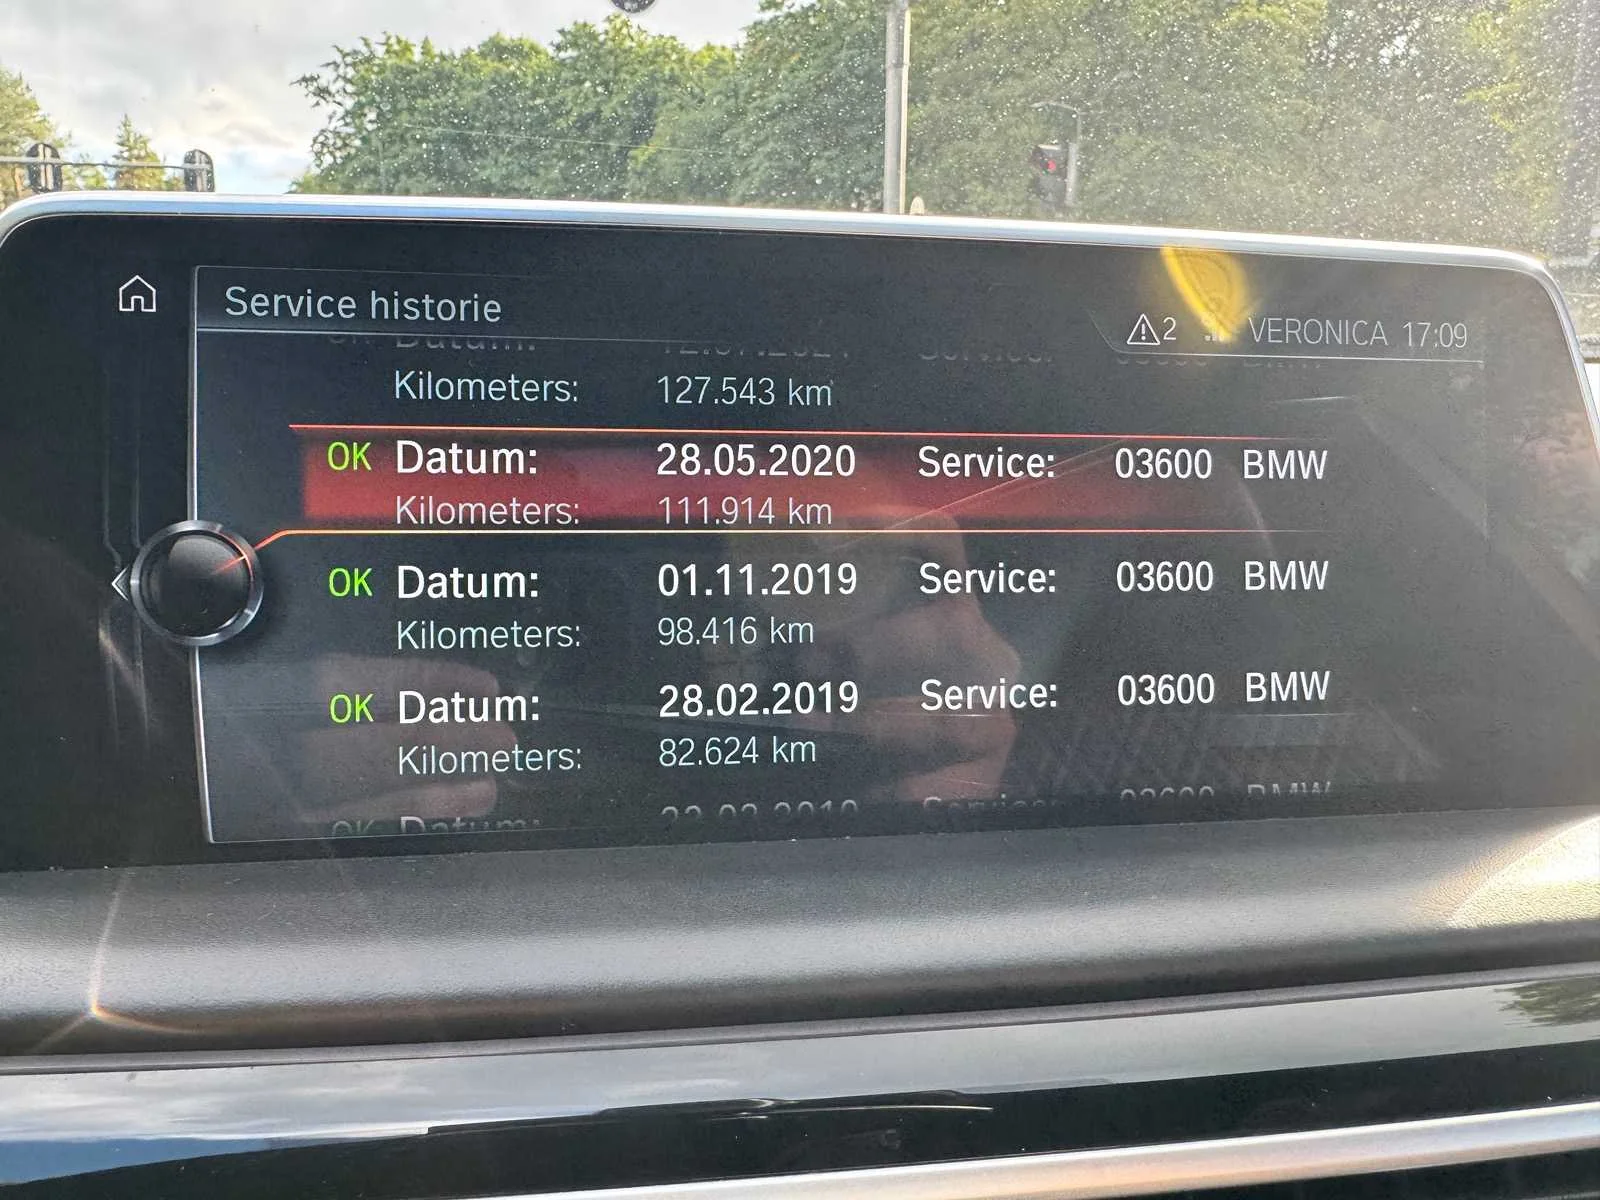 Service historie
2 VERONICA 17:09
Kilometers: 127.543 km
OK Datum: 28.05.2020 Service: 03600 BMW
Kilometers: 111.914 km
OK Datum: 01.11.2019 Service: 03600 BMW
Kilometers: 98.416 km
OK Datum: 28.02.2019 Service: 03600 BMW
Kilometers: 82.624 km
OK Datum: